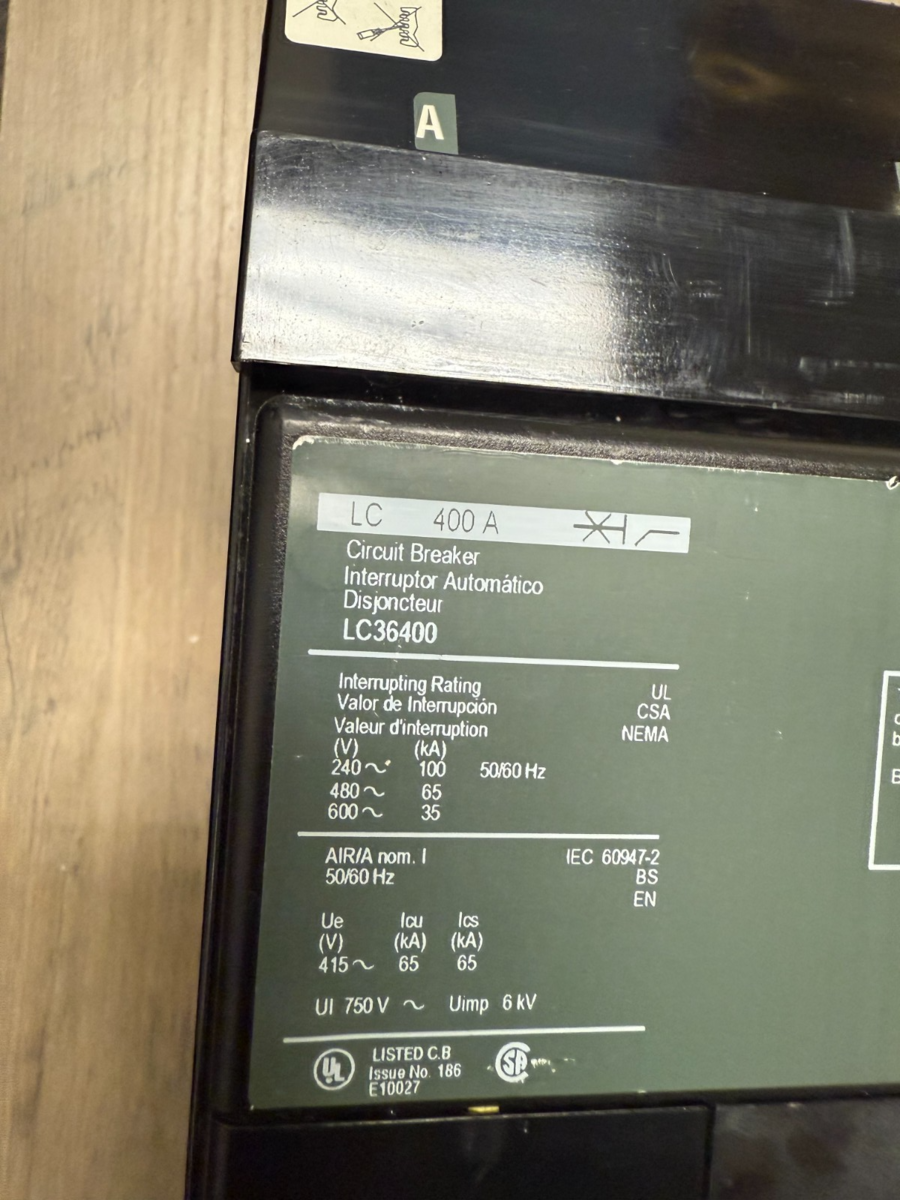 A
LC 400 A
Circuit Breaker
Interruptor Automático
Disjoncteur
LC36400
Interrupting Rating UL
Valor de Interrupción CSA
Valeur d'interruption NEMA
(V) (kA)
240 ~ 100 50/60 Hz
480 ~ 65
600 ~ 35
AIR/A nom. I IEC 60947-2
50/60 Hz BS
EN
Ue Icu Ics
(V) (kA) (kA)
415 ~ 65 65
UI 750 V ~ Uimp 6 kV
UL LISTED C.B SA
Issue No. 186
E10027